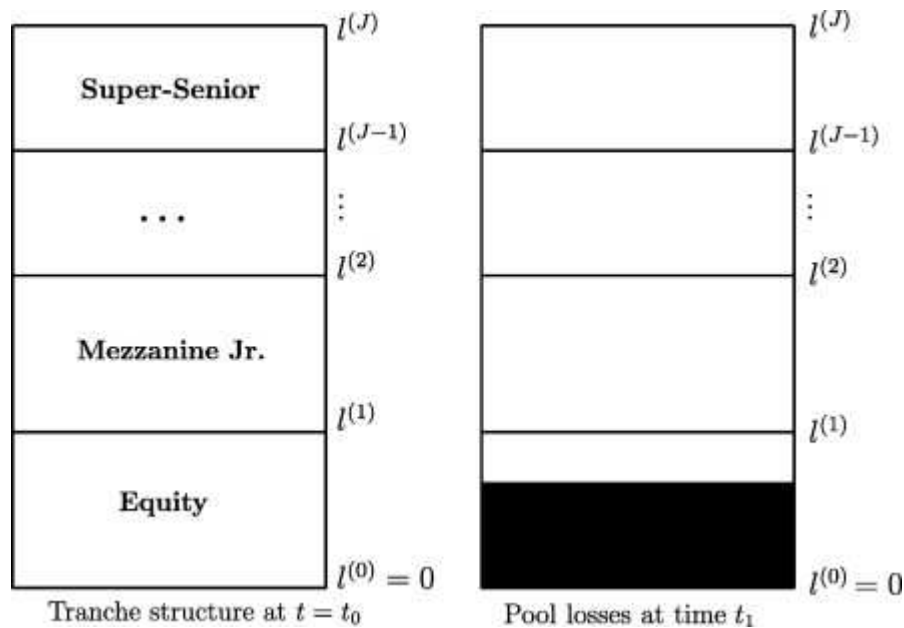 l^{(J)}
Super-Senior
l^{(J-1)}
...
⋮
l^{(2)}
Mezzanine Jr.
l^{(1)}
Equity
l^{(0)} = 0
Tranche structure at t = t_0
l^{(J)}
l^{(J-1)}
⋮
l^{(2)}
l^{(1)}
l^{(0)} = 0
Pool losses at time t_1